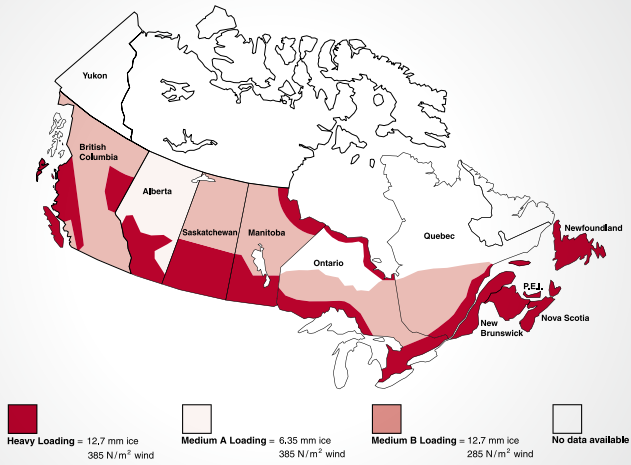 Yukon
British
Columbia
Alberta
Saskatchewan
Manitoba
Ontario
Quebec
Newfoundland
P.E.I.
Nova Scotia
New
Brunswick
Heavy Loading = 12,7 mm ice
385 N/m² wind
Medium A Loading = 6.35 mm ice
385 N/m² wind
Medium B Loading = 12.7 mm ice
285 N/m² wind
No data available